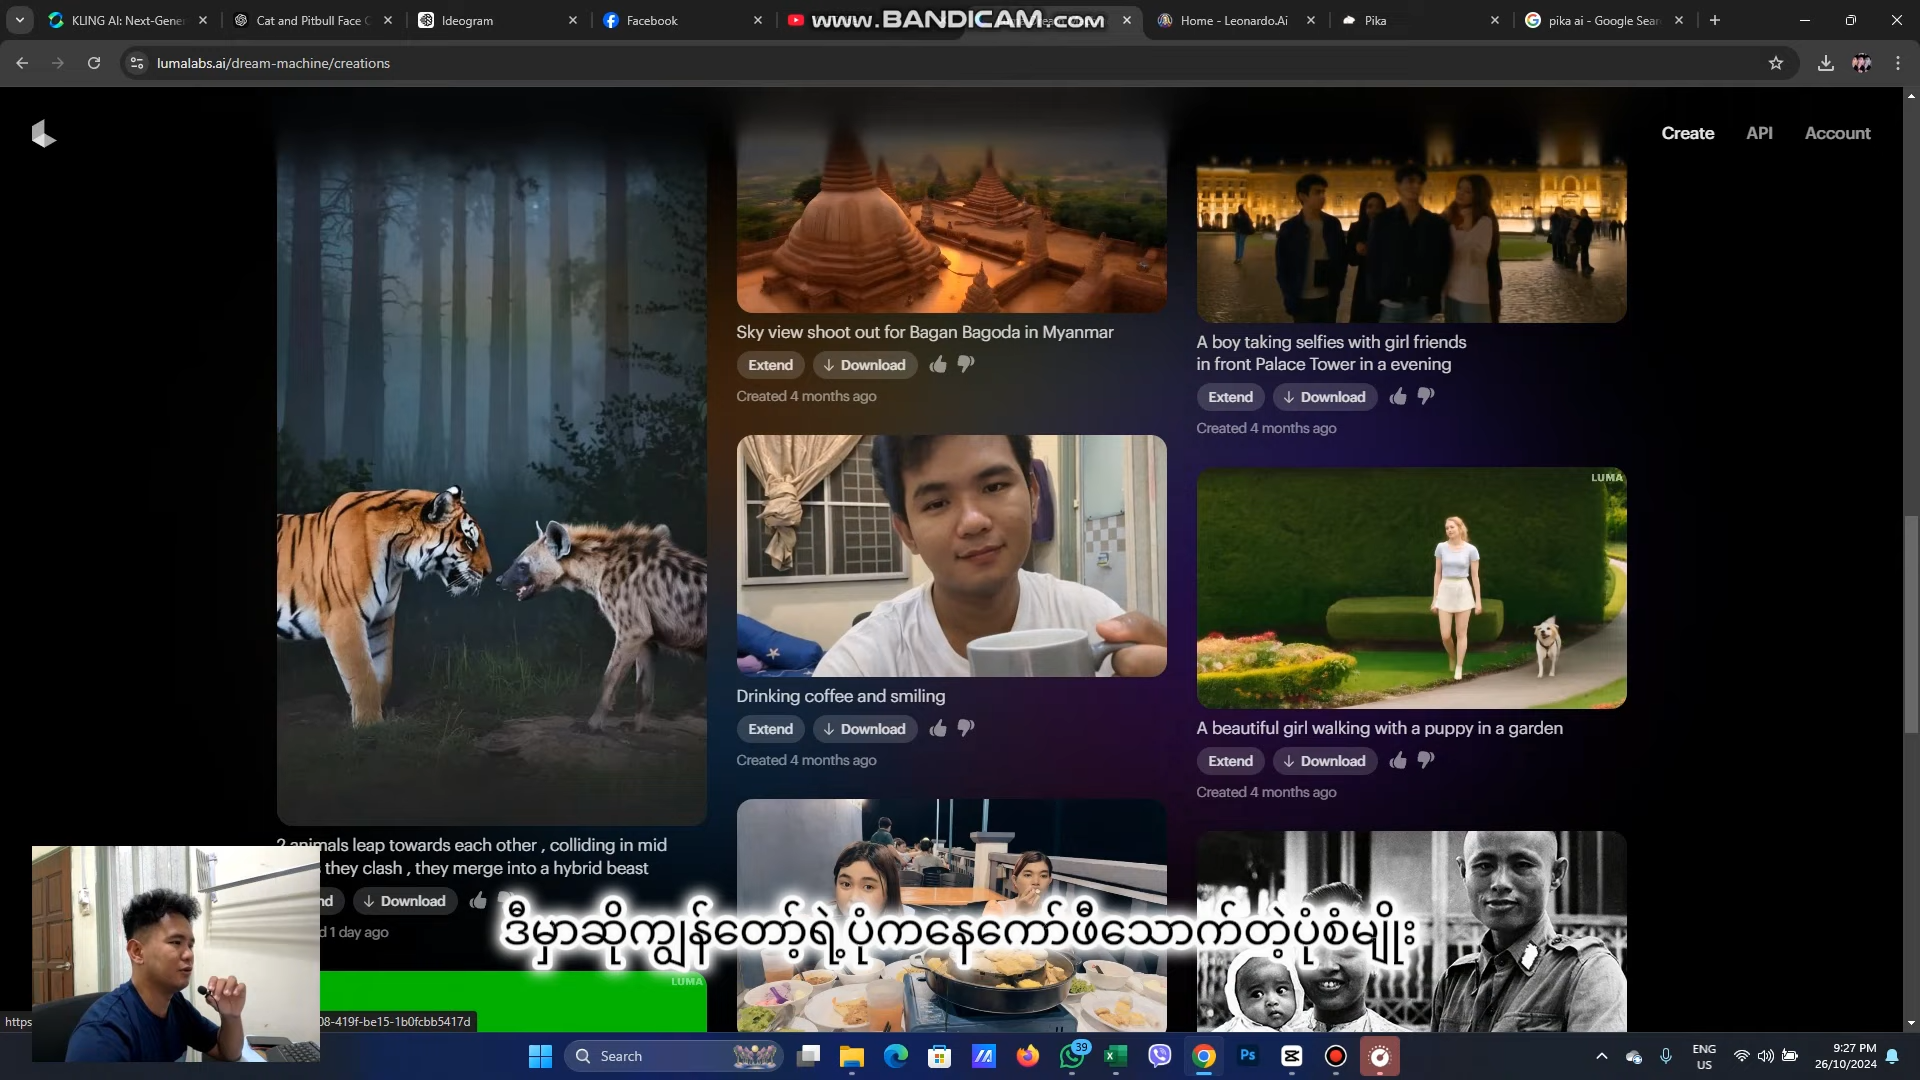 KLING AI: Next-Gener
Cat and Pitbull Face C
Ideogram
Facebook
www.BANDICAM.com
Home - Leonardo.Ai
Pika
pika ai - Google Sear
lumalabs.ai/dream-machine/creations
Create
API
Account
Sky view shoot out for Bagan Bagoda in Myanmar
Extend
Download
Created 4 months ago
A boy taking selfies with girl friends
in front Palace Tower in a evening
Extend
Download
Created 4 months ago
LUMA
Drinking coffee and smiling
Extend
Download
Created 4 months ago
A beautiful girl walking with a puppy in a garden
Extend
Download
Created 4 months ago
2 animals leap towards each other , colliding in mid
they clash , they merge into a hybrid beast
nd
Download
d 1 day ago
ဒီမှာဆိုကျွန်တော့်ရဲ့ပုံကနေကော်ဖီသောက်တဲ့ပုံစံမျိုး
LUMA
https
08-419f-be15-1b0fcbb5417d
Search
39
Ps
ENG
US
9:27 PM
26/10/2024